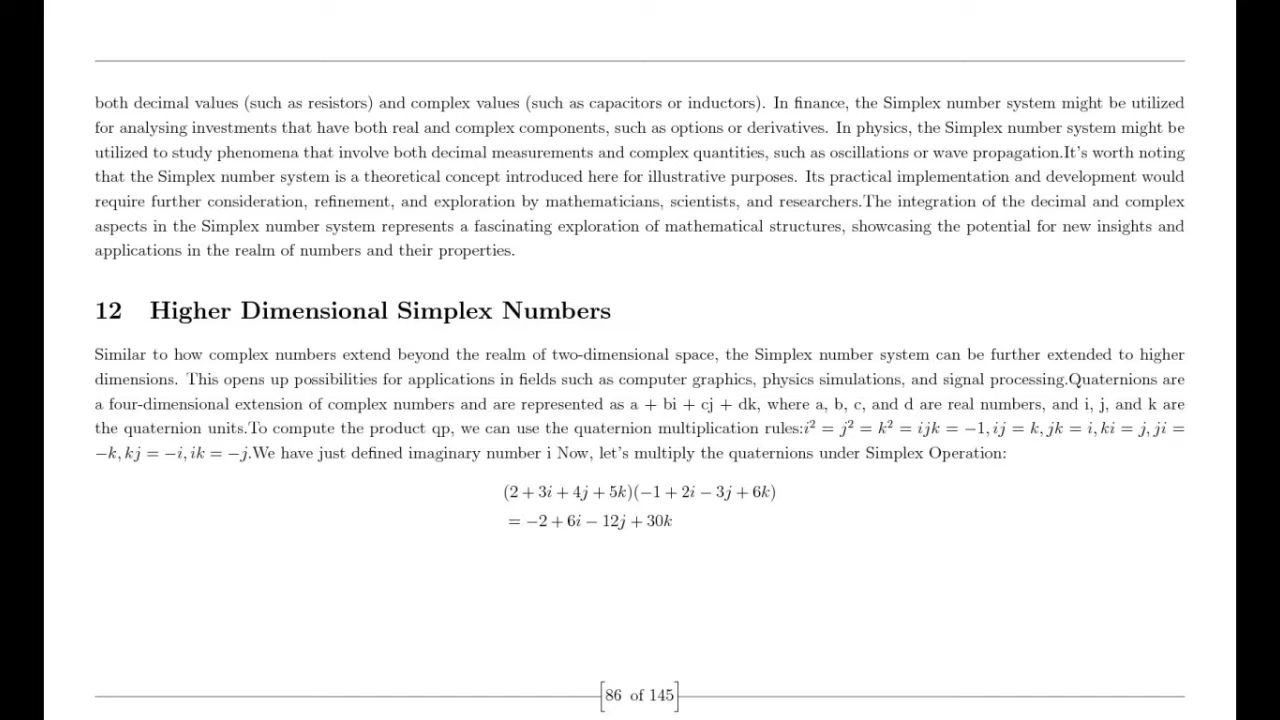 both decimal values (such as resistors) and complex values (such as capacitors or inductors). In finance, the Simplex number system might be utilized
for analysing investments that have both real and complex components, such as options or derivatives. In physics, the Simplex number system might be
utilized to study phenomena that involve both decimal measurements and complex quantities, such as oscillations or wave propagation.It's worth noting
that the Simplex number system is a theoretical concept introduced here for illustrative purposes. Its practical implementation and development would
require further consideration, refinement, and exploration by mathematicians, scientists, and researchers.The integration of the decimal and complex
aspects in the Simplex number system represents a fascinating exploration of mathematical structures, showcasing the potential for new insights and
applications in the realm of numbers and their properties.
12 Higher Dimensional Simplex Numbers
Similar to how complex numbers extend beyond the realm of two-dimensional space, the Simplex number system can be further extended to higher
dimensions. This opens up possibilities for applications in fields such as computer graphics, physics simulations, and signal processing.Quaternions are
a four-dimensional extension of complex numbers and are represented as a + bi + cj + dk, where a, b, c, and d are real numbers, and i, j, and k are
the quaternion units.To compute the product qp, we can use the quaternion multiplication rules:i² = j² = k² = ijk = −1, ij = k, jk = i, ki = j, ji =
−k, kj = −i, ik = −j.We have just defined imaginary number i Now, let's multiply the quaternions under Simplex Operation:
(2 + 3i + 4j + 5k)(−1 + 2i − 3j + 6k)
= −2 + 6i − 12j + 30k
[86 of 145]